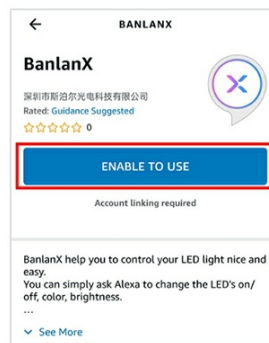 BANLANX
BanlanX
深圳市斯泊尔光电科技有限公司
Rated: Guidance Suggested
0
ENABLE TO USE
Account linking required
BanlanX help you to control your LED light nice and
easy.
You can simply ask Alexa to change the LED's on/
off, color, brightness.
...
See More